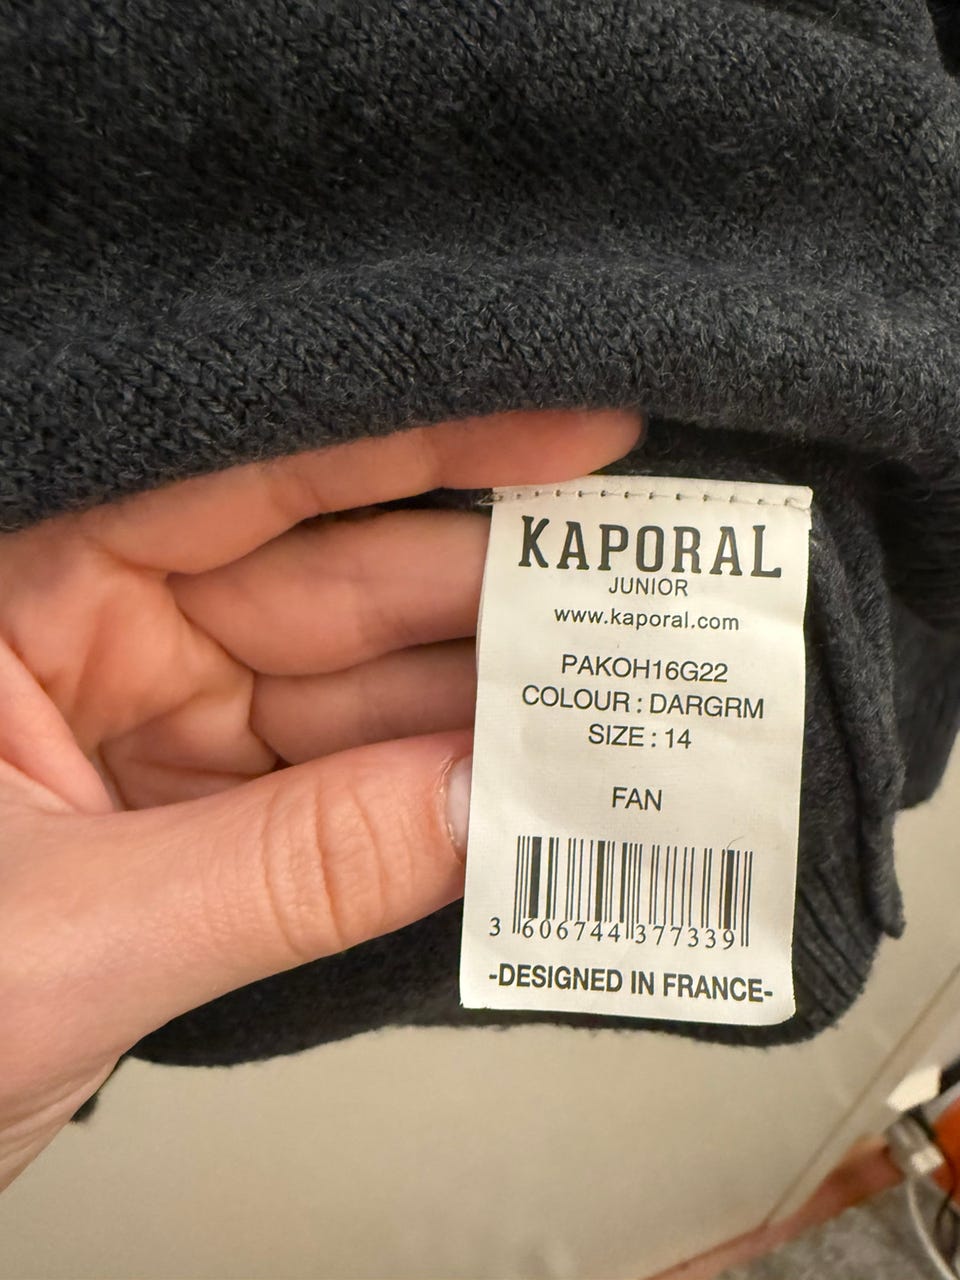 KAPORAL
JUNIOR
www.kaporal.com
PAKOH16G22
COLOUR : DARGRM
SIZE : 14
FAN
3 606744 377339
-DESIGNED IN FRANCE-